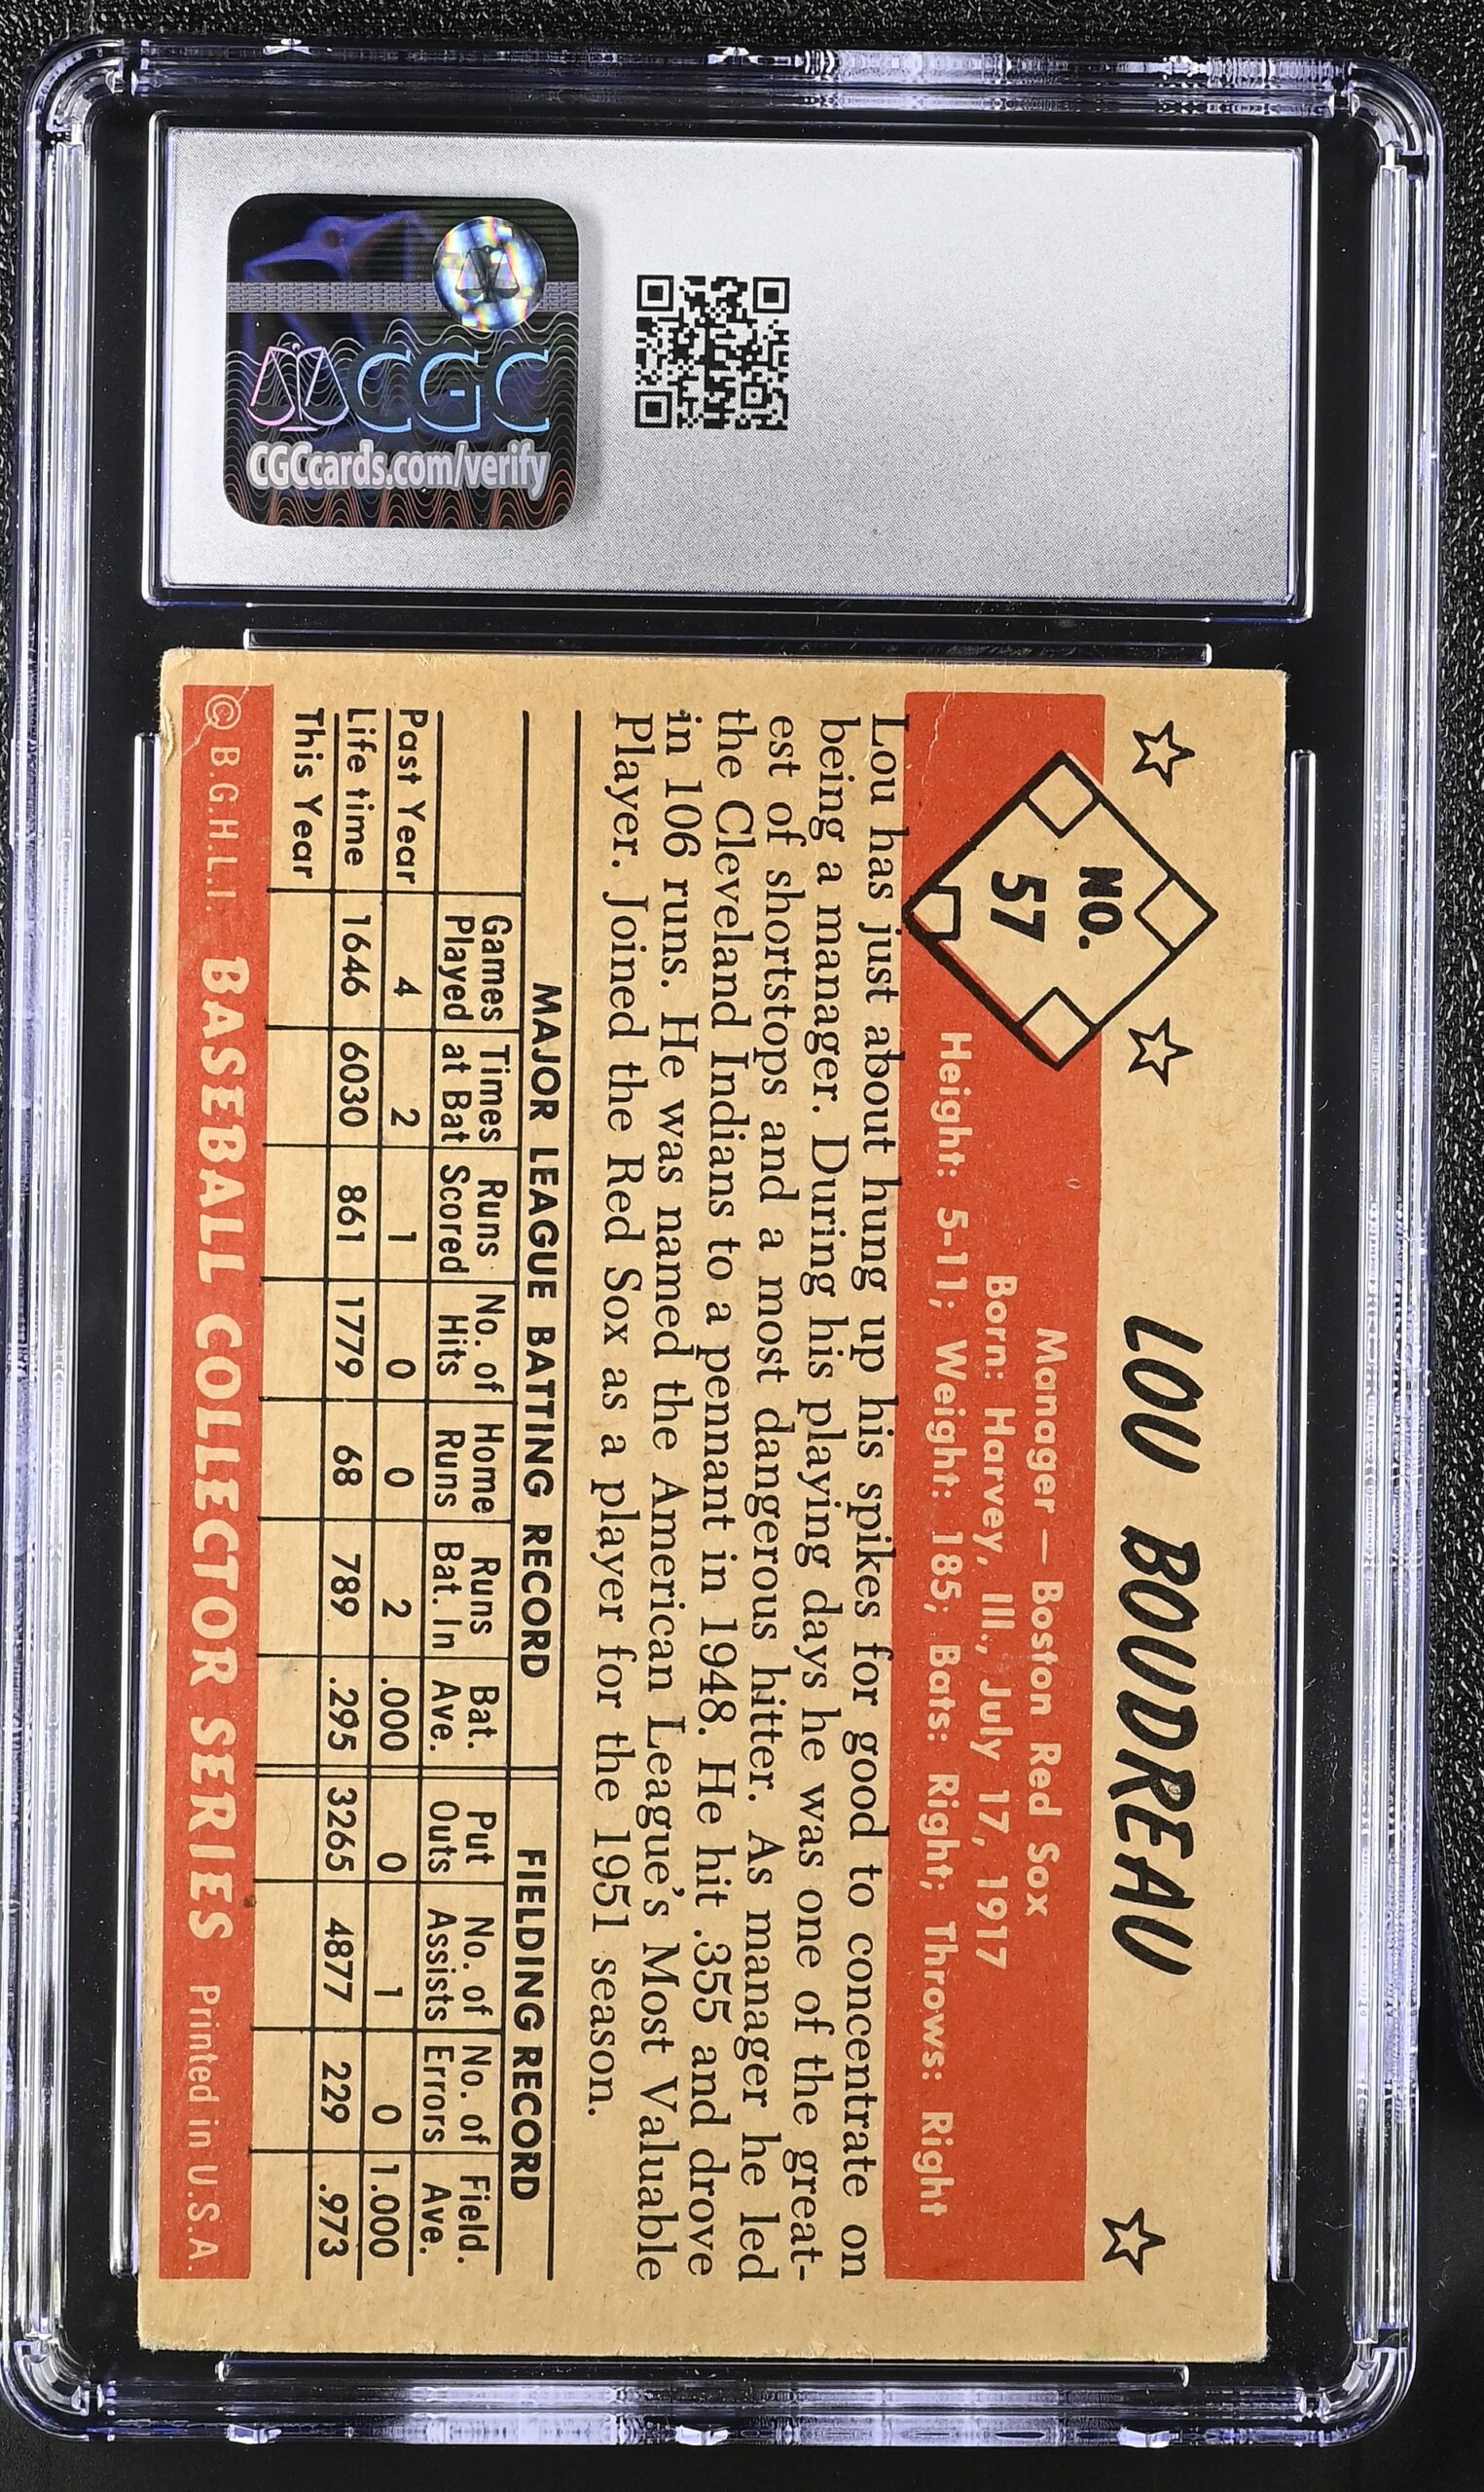 CGC
CGCcards.com/verify
NO.
57
LOU BOUDREAU
Manager — Boston Red Sox
Born: Harvey, Ill., July 17, 1917
Height: 5-11; Weight: 185; Bats: Right; Throws: Right
Lou has just about hung up his spikes for good to concentrate on
being a manager. During his playing days he was one of the great-
est of shortstops and a most dangerous hitter. As manager he led
the Cleveland Indians to a pennant in 1948. He hit .355 and drove
in 106 runs. He was named the American League's Most Valuable
Player. Joined the Red Sox as a player for the 1951 season.
MAJOR LEAGUE BATTING RECORD FIELDING RECORD
Games Times Runs No. of Home Runs Bat. Put No. of No. of Field.
Played at Bat Scored Hits Runs Bat. In Ave. Outs Assists Errors Ave.
Past Year 4 2 1 0 0 2 .000 0 1 0 1.000
Life time 1646 6030 861 1779 68 789 .295 3265 4877 229 .973
This Year
© B.G.H.L.I. BASEBALL COLLECTOR SERIES Printed in U.S.A.